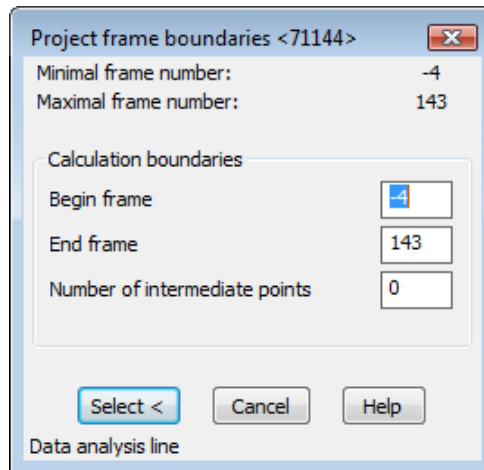 Project frame boundaries <71144>
Minimal frame number: -4
Maximal frame number: 143
Calculation boundaries
Begin frame -4
End frame 143
Number of intermediate points 0
Select < Cancel Help
Data analysis line